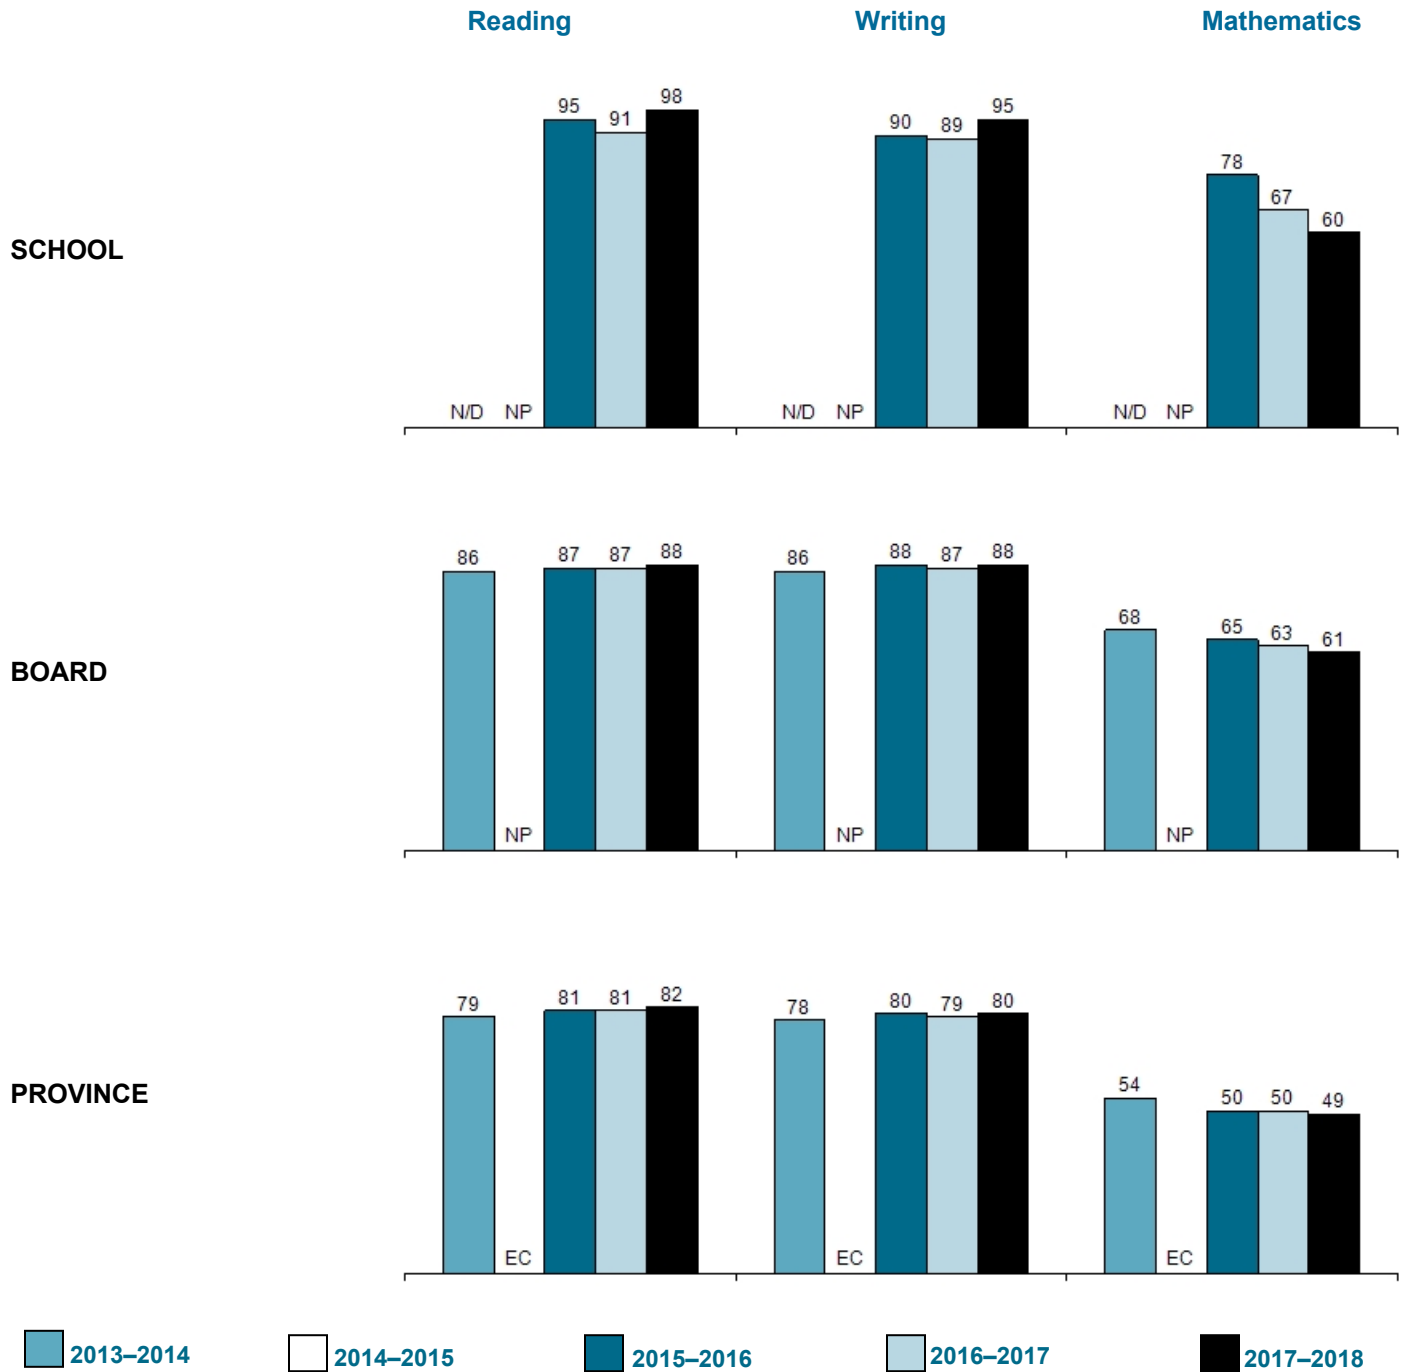 Reading Writing Mathematics
98
95 91
95
90 89
78
67
60
SCHOOL
N/D NP N/D NP N/D NP
86 87 87 88
86 88 87 88
68 65 63 61
BOARD
NP NP NP
79 81 81 82
78 80 79 80
54 50 50 49
PROVINCE
EC EC EC
2013–2014 2014–2015 2015–2016 2016–2017 2017–2018